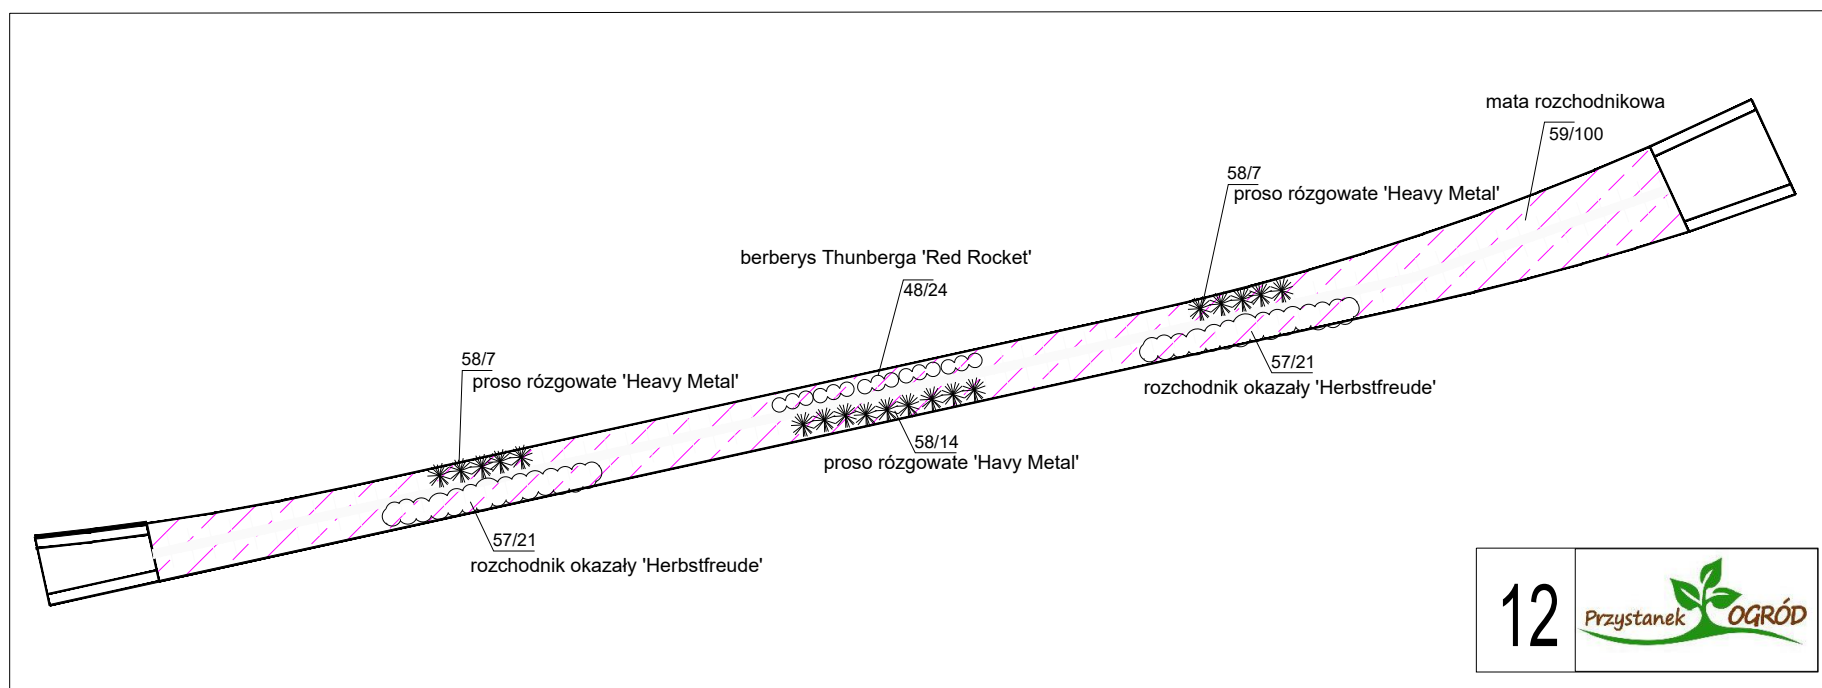 mata rozchodnikowa
59/100
58/7
proso rózgowate 'Heavy Metal'
berberys Thunberga 'Red Rocket'
48/24
58/7
proso rózgowate 'Heavy Metal'
57/21
rozchodnik okazały 'Herbstfreude'
58/14
proso rózgowate 'Havy Metal'
57/21
rozchodnik okazały 'Herbstfreude'
12
Przystanek OGRÓD